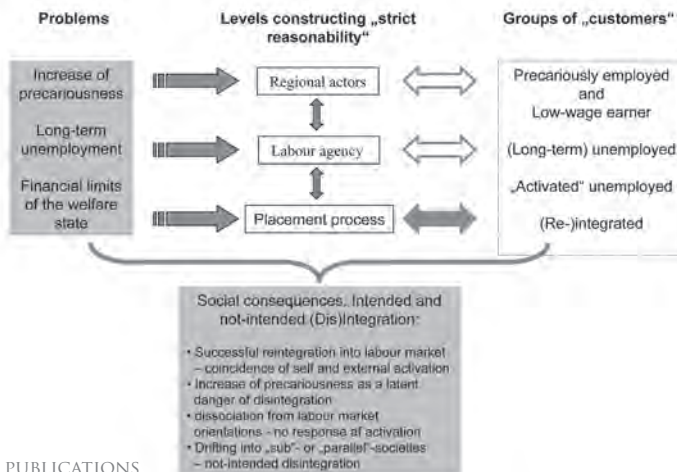 Problems
Levels constructing „strict
reasonability“
Groups of „customers“
Increase of
precariousness
Long-term
unemployment
Financial limits
of the welfare
state
Regional actors
Labour agency
Placement process
Precariously employed
and
Low-wage earner
(Long-term) unemployed
„Activated“ unemployed
(Re-)integrated
Social consequences, Intended and
not-intended (Dis)Integration:
• Successful reintegration into labour market
– coincidence of self and external activation
• Increase of precariousness as a latent
danger of disintegration
• dissociation from labour market
orientations - no response of activation
• Drifting into „sub“- or „parallel“-societies
– not-intended disintegration
PUBLICATIONS